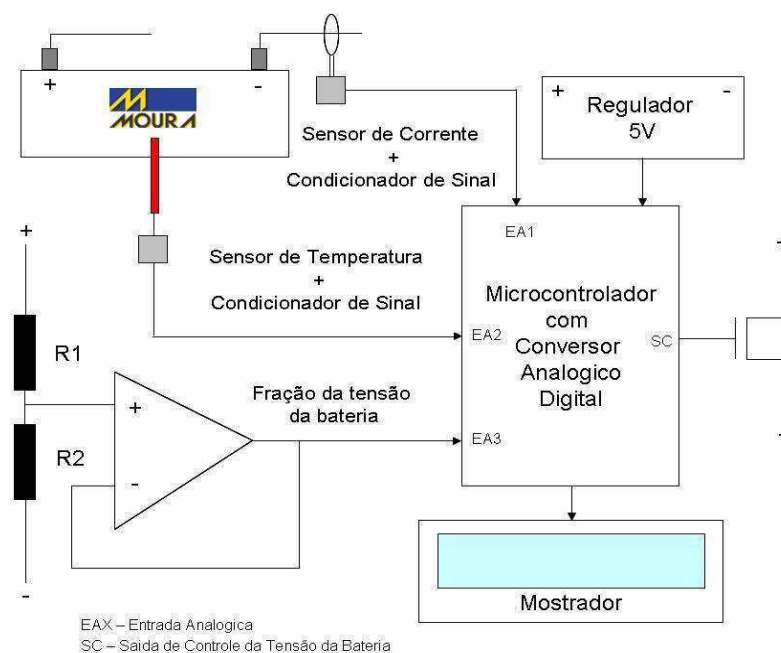 +
-
MOURA
Sensor de Corrente
+
Condicionador de Sinal
+
-
Regulador
5V
+
Sensor de Temperatura
+
Condicionador de Sinal
EA1
Microcontrolador
com
Conversor
Analogico
Digital
EA2
SC
EA3
R1
R2
+
-
Fração da tensão
da bateria
-
Mostrador
EAX – Entrada Analogica
SC – Saida de Controle da Tensão da Bateria